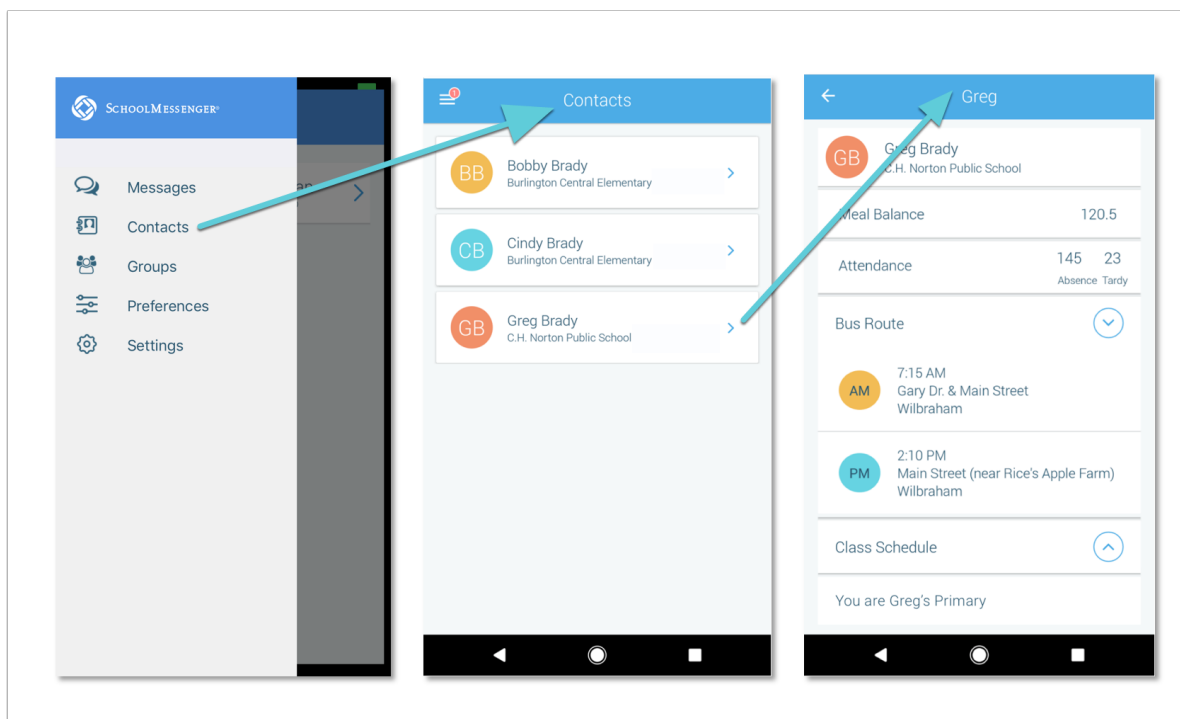 SCHOOLMESSENGER®
Messages
Contacts
Groups
Preferences
Settings
1
Contacts
BB
Bobby Brady
Burlington Central Elementary
CB
Cindy Brady
Burlington Central Elementary
GB
Greg Brady
C.H. Norton Public School
Greg
GB
Greg Brady
C.H. Norton Public School
Meal Balance 120.5
Attendance 145 23
Absence Tardy
Bus Route
AM
7:15 AM
Gary Dr. & Main Street
Wilbraham
PM
2:10 PM
Main Street (near Rice's Apple Farm)
Wilbraham
Class Schedule
You are Greg's Primary